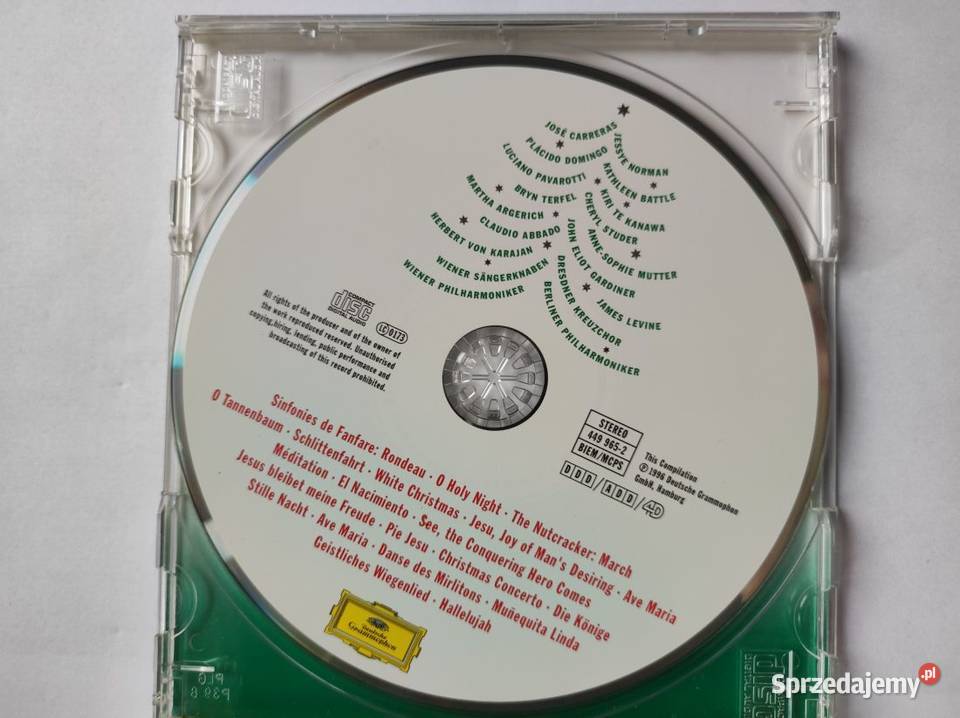 JOSÉ CARRERAS
JESSYE NORMAN
PLÁCIDO DOMINGO
KATHLEEN BATTLE
LUCIANO PAVAROTTI
KIRI TE KANAWA
BRYN TERFEL
CHERYL STUDER
MARTHA ARGERICH
ANNE-SOPHIE MUTTER
CLAUDIO ABBADO
JOHN ELIOT GARDINER
HERBERT VON KARAJAN
JAMES LEVINE
WIENER SÄNGERKNABEN
DRESDNER KREUZCHOR
WIENER PHILHARMONIKER
BERLINER PHILHARMONIKER
COMPACT
disc
DIGITAL AUDIO
LC 0173
All rights of the producer and of the owner of
the work reproduced reserved. Unauthorised
copying, hiring, lending, public performance and
broadcasting of this record prohibited.
STEREO
449 965-2
BIEM/MCPS
DDD/ADD/4D
This Compilation
℗ 1996 Deutsche Grammophon
GmbH, Hamburg
Sinfonies de Fanfare: Rondeau · O Holy Night · The Nutcracker: March
O Tannenbaum · Schlittenfahrt · White Christmas · Jesu, Joy of Man's Desiring · Ave Maria
Méditation · El Nacimiento · See, the Conquering Hero Comes
Jesus bleibet meine Freude · Pie Jesu · Christmas Concerto · Die Könige
Stille Nacht · Ave Maria · Danse des Mirlitons · Muñequita Linda
Geistliches Wiegenlied · Hallelujah
Deutsche
Grammophon
Sprzedajemy.pl